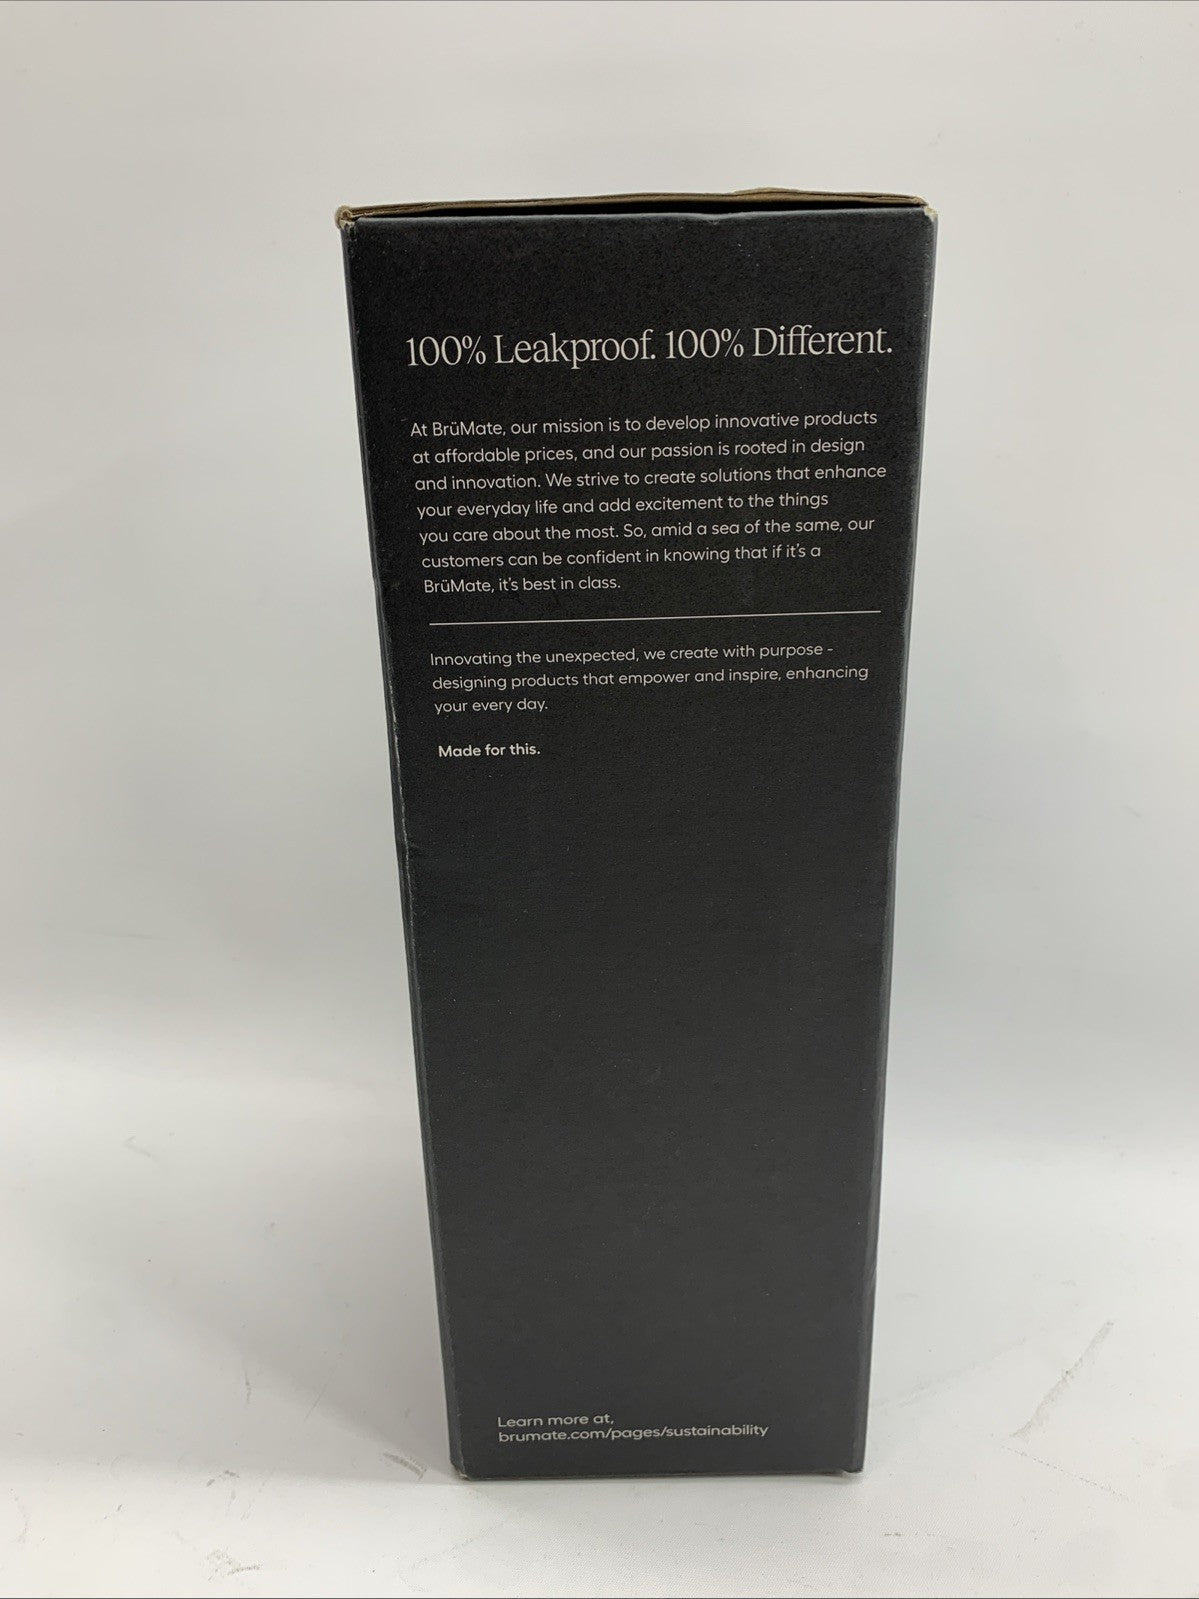 100% Leakproof. 100% Different.
At BrüMate, our mission is to develop innovative products
at affordable prices, and our passion is rooted in design
and innovation. We strive to create solutions that enhance
your everyday life and add excitement to the things
you care about the most. So, amid a sea of the same, our
customers can be confident in knowing that if it's a
BrüMate, it's best in class.
Innovating the unexpected, we create with purpose -
designing products that empower and inspire, enhancing
your every day.
Made for this.
Learn more at,
brumate.com/pages/sustainability